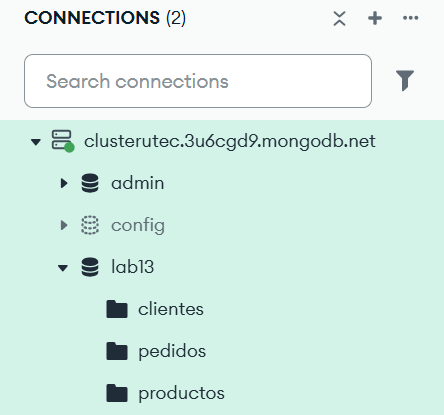 CONNECTIONS (2)
Search connections
clusterutec.3u6cgd9.mongodb.net
admin
config
lab13
clientes
pedidos
productos